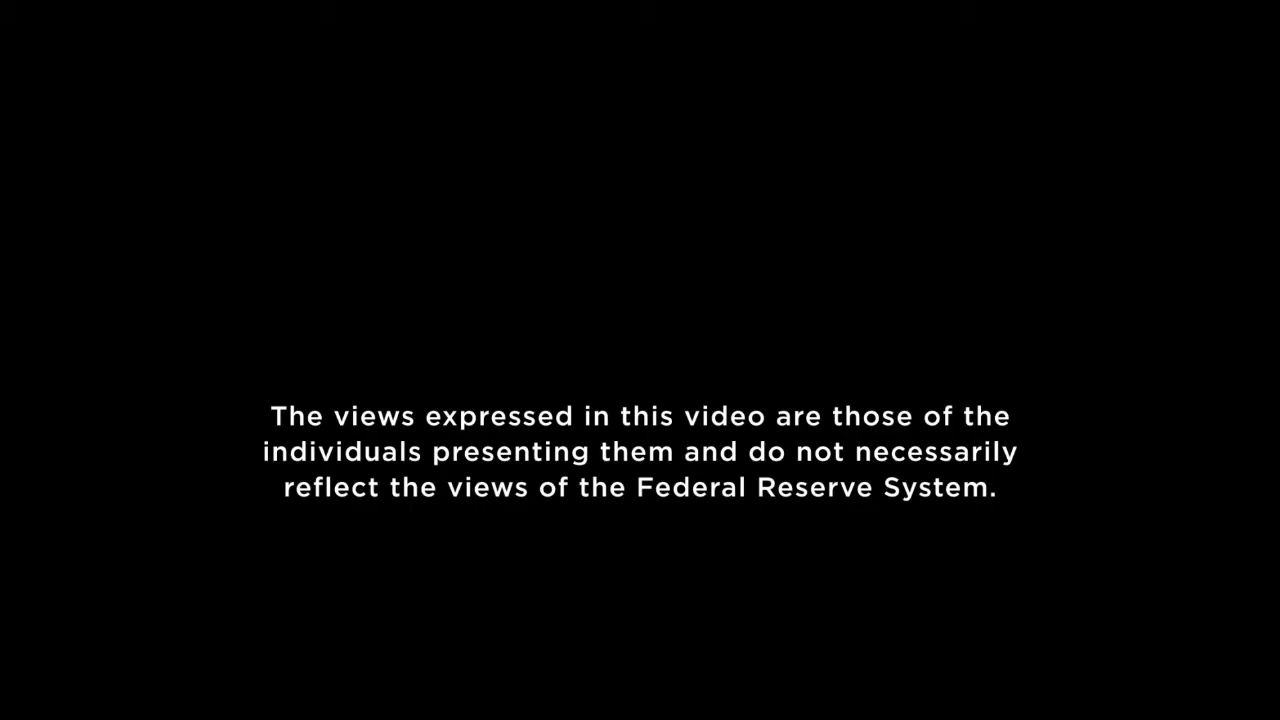 The views expressed in this video are those of the
individuals presenting them and do not necessarily
reflect the views of the Federal Reserve System.